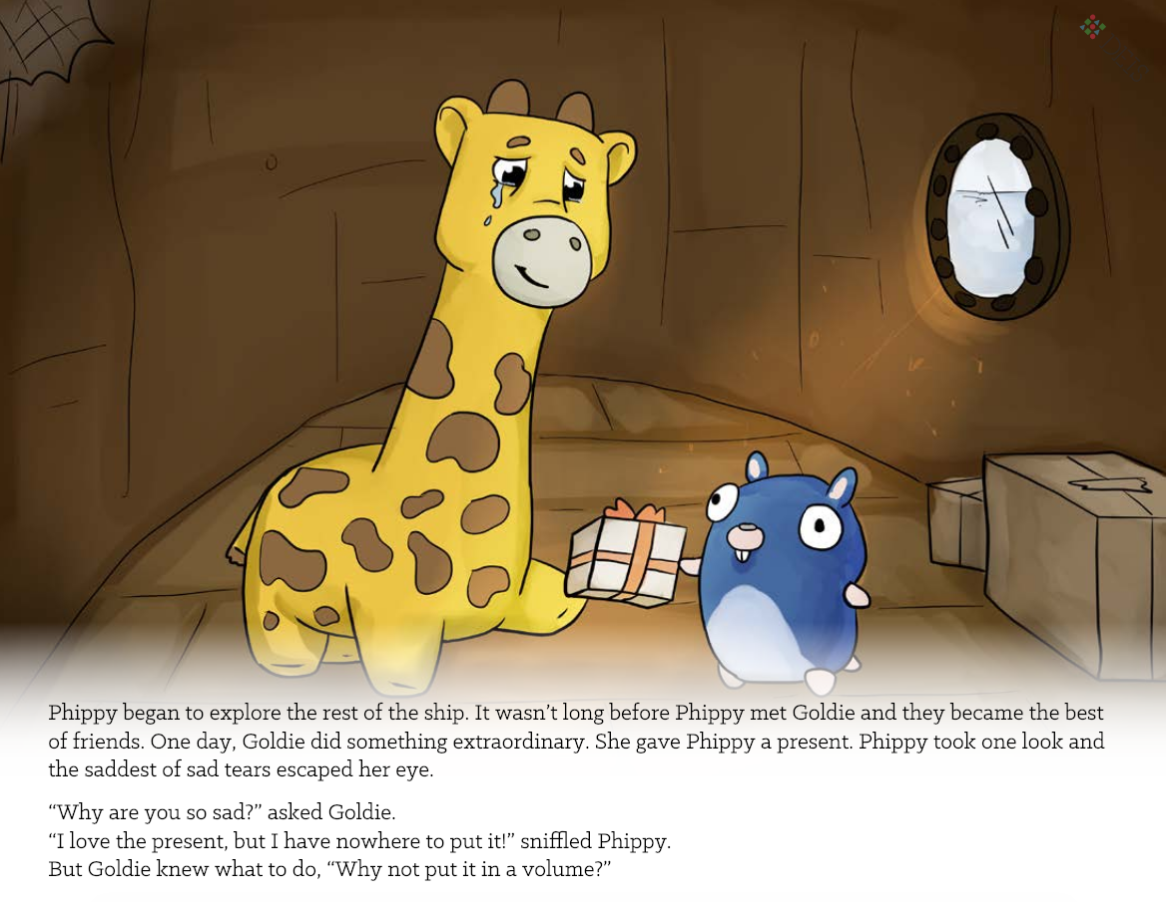 Phippy began to explore the rest of the ship. It wasn’t long before Phippy met Goldie and they became the best
of friends. One day, Goldie did something extraordinary. She gave Phippy a present. Phippy took one look and
the saddest of sad tears escaped her eye.
“Why are you so sad?” asked Goldie.
“I love the present, but I have nowhere to put it!” sniffled Phippy.
But Goldie knew what to do, “Why not put it in a volume?”